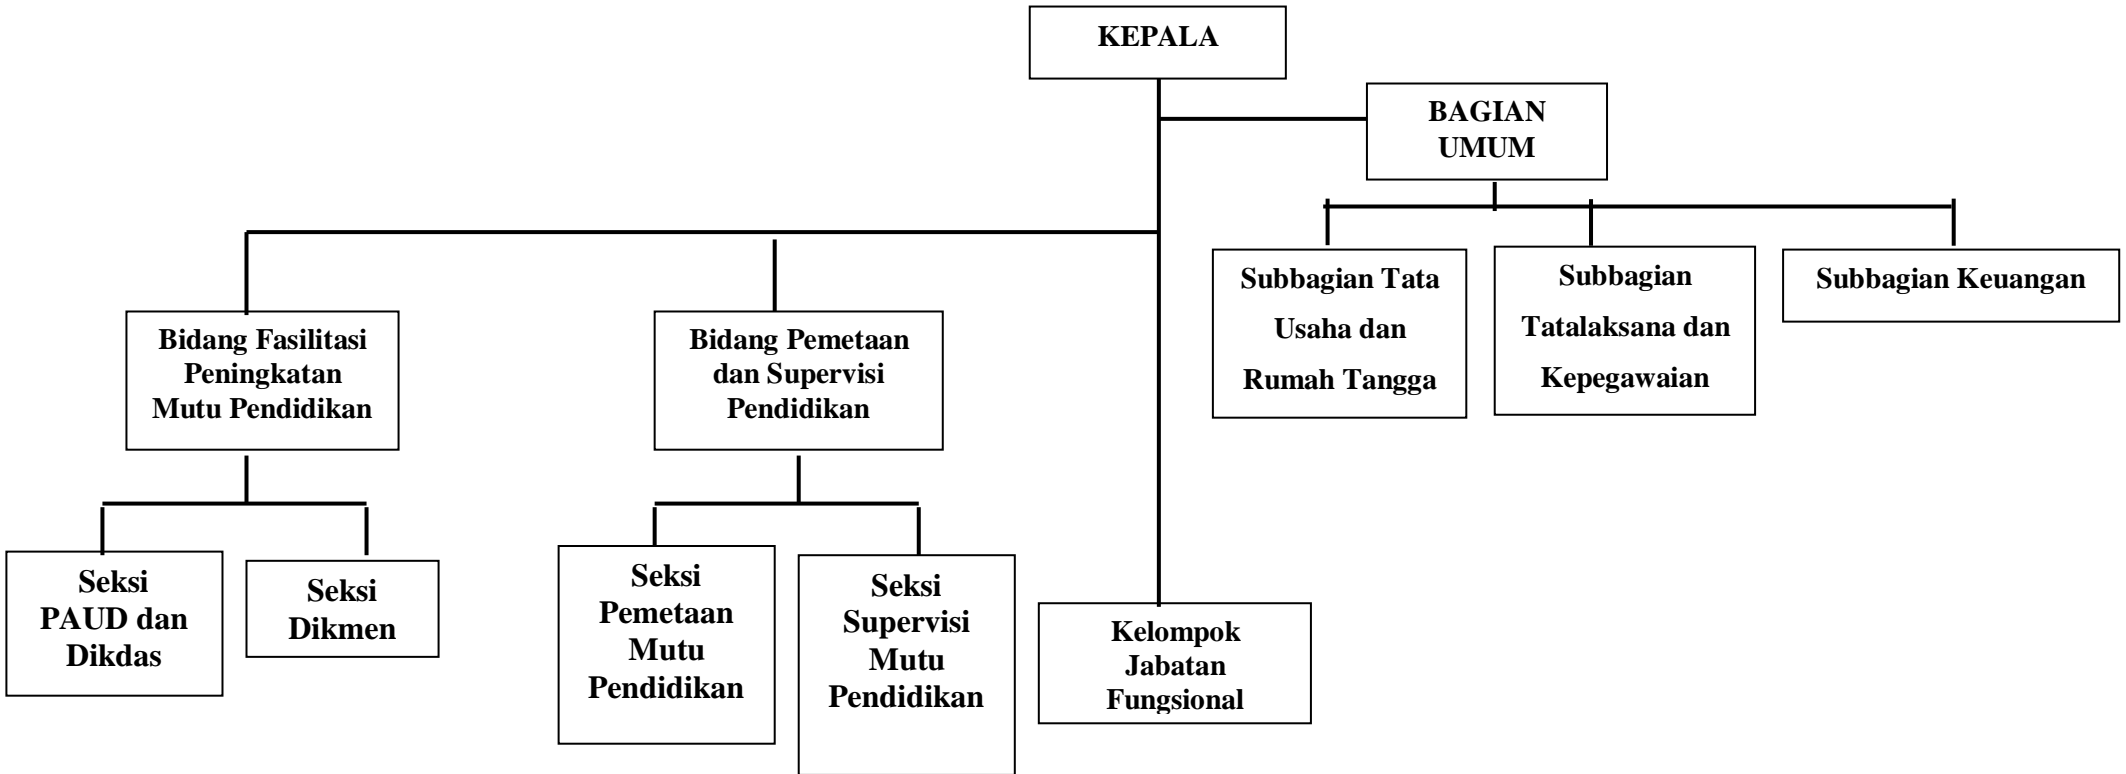 KEPALA
BAGIAN
UMUM
Subbagian Tata
Usaha dan
Rumah Tangga
Subbagian
Tatalaksana dan
Kepegawaian
Subbagian Keuangan
Bidang Fasilitasi
Peningkatan
Mutu Pendidikan
Bidang Pemetaan
dan Supervisi
Pendidikan
Seksi
PAUD dan
Dikdas
Seksi
Dikmen
Seksi
Pemetaan
Mutu
Pendidikan
Seksi
Supervisi
Mutu
Pendidikan
Kelompok
Jabatan
Fungsional